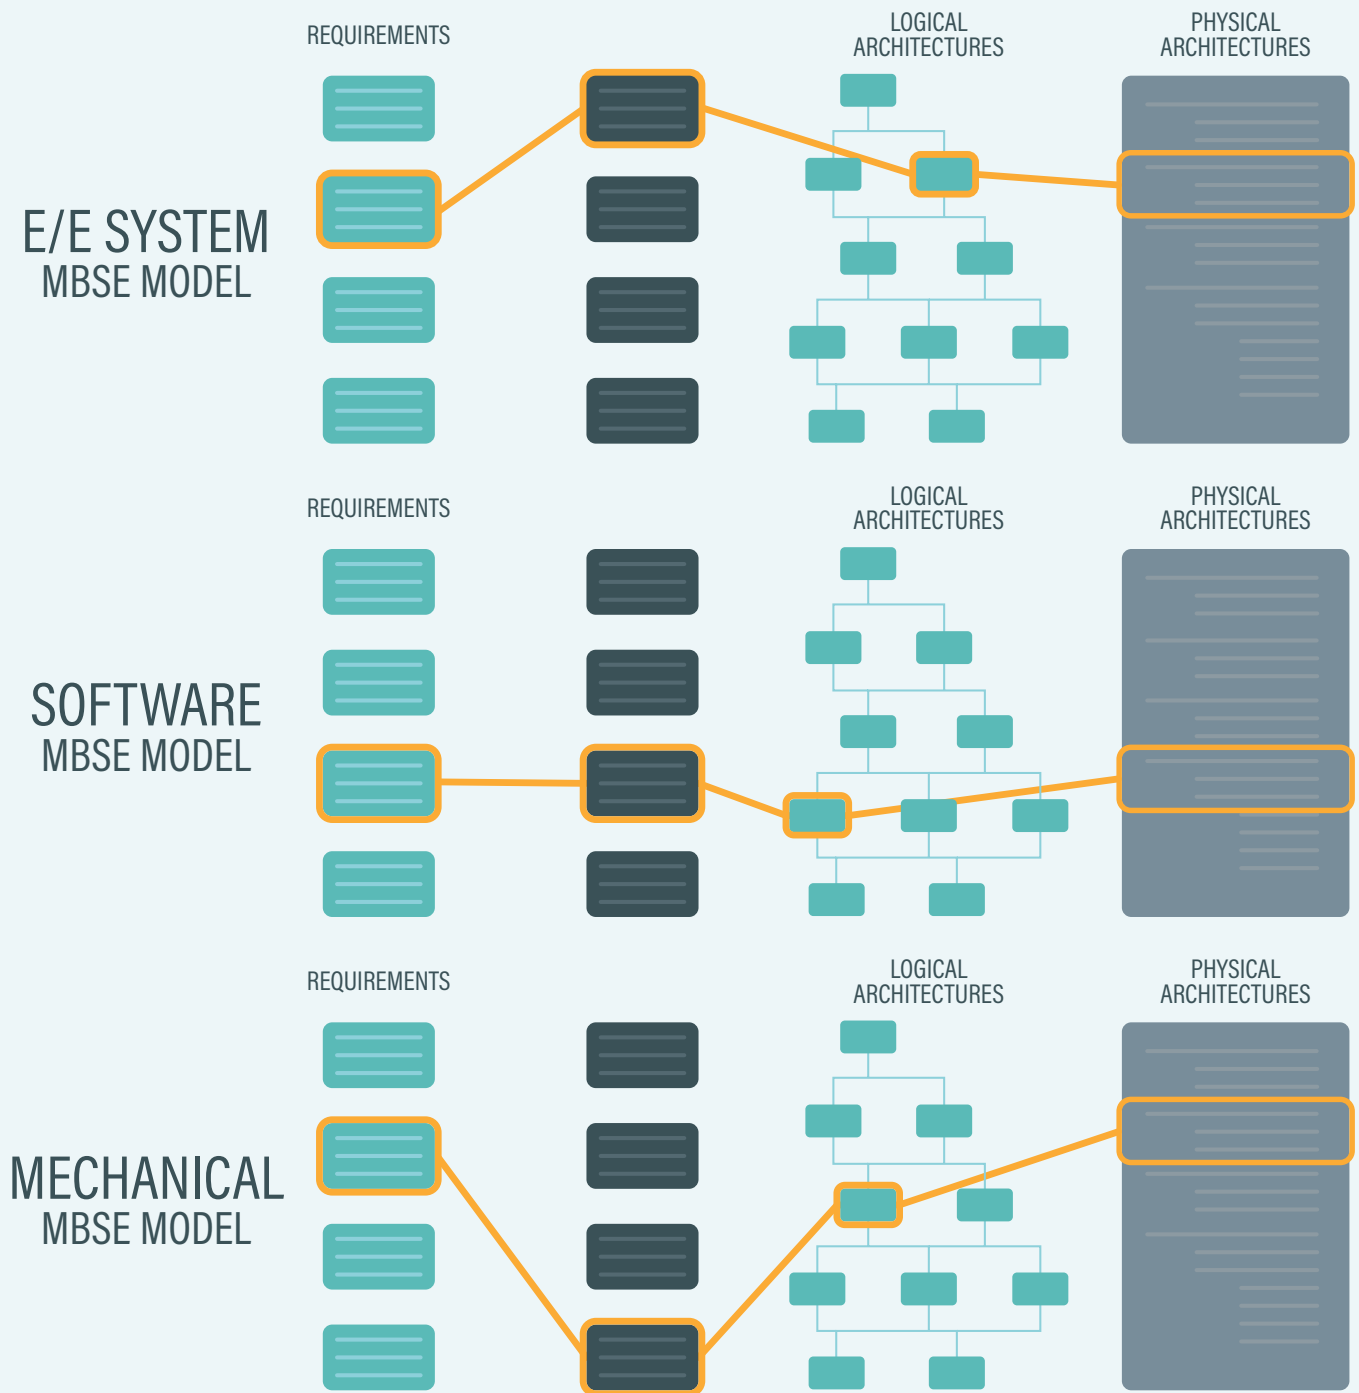 REQUIREMENTS
LOGICAL
ARCHITECTURES
PHYSICAL
ARCHITECTURES
E/E SYSTEM
MBSE MODEL
REQUIREMENTS
LOGICAL
ARCHITECTURES
PHYSICAL
ARCHITECTURES
SOFTWARE
MBSE MODEL
REQUIREMENTS
LOGICAL
ARCHITECTURES
PHYSICAL
ARCHITECTURES
MECHANICAL
MBSE MODEL